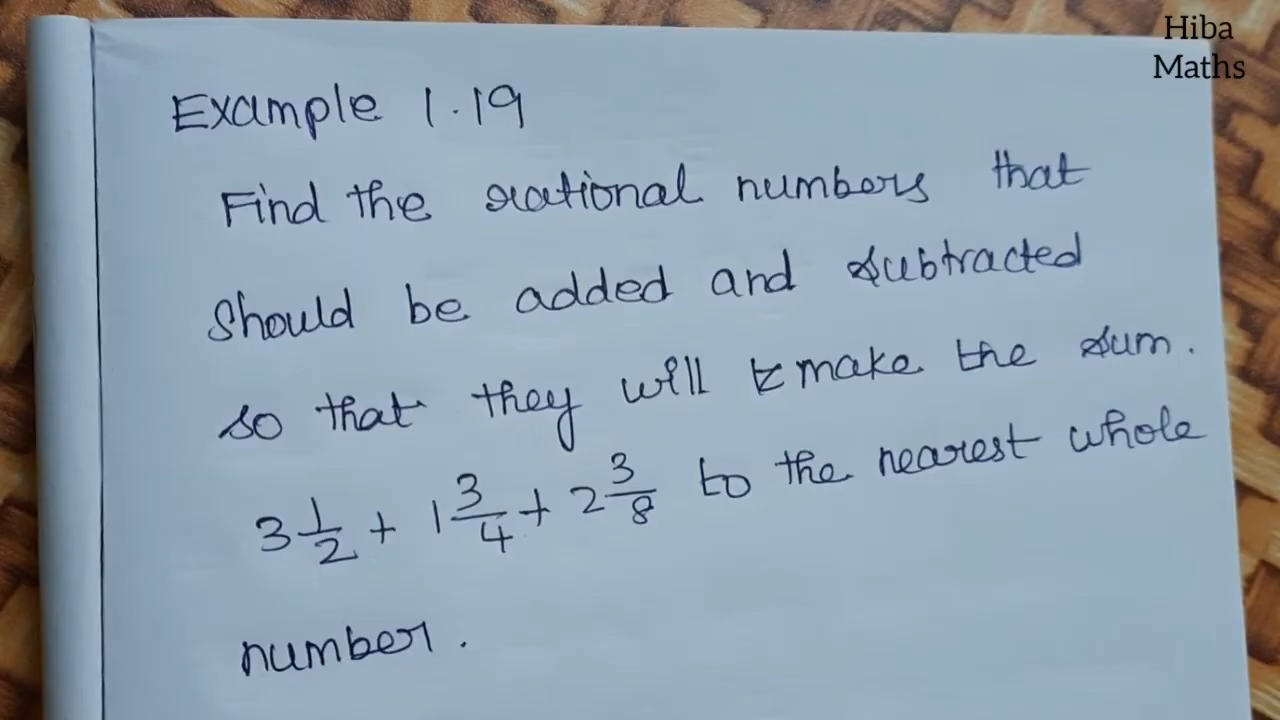 Hiba
Maths
Example 1.19
Find the rational numbers that
should be added and subtracted
so that they will make the sum.
3 1/2 + 1 3/4 + 2 3/8 to the nearest whole
number.